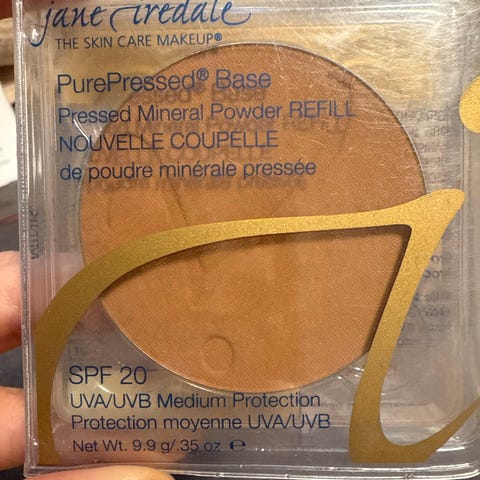 jane iredale
THE SKIN CARE MAKEUP®
PurePressed® Base
Pressed Mineral Powder REFILL
NOUVELLE COUPELLE
de poudre minérale pressée
SPF 20
UVA/UVB Medium Protection
Protection moyenne UVA/UVB
Net Wt. 9.9 g/.35 oz ℮